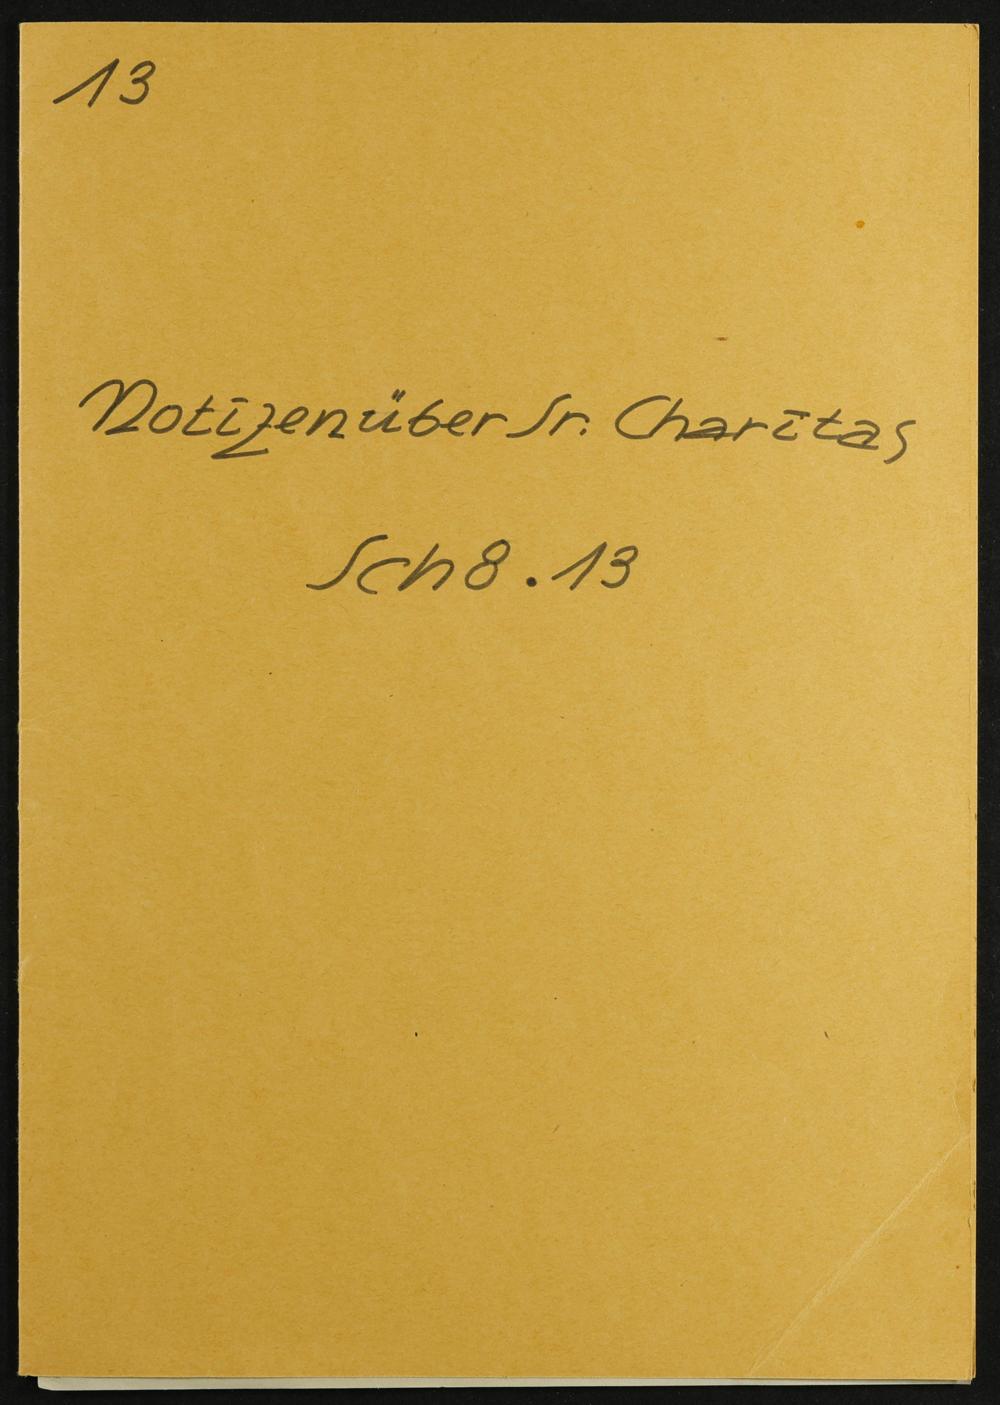 13
Notizen über Sr. Charitas
Sch 8.13